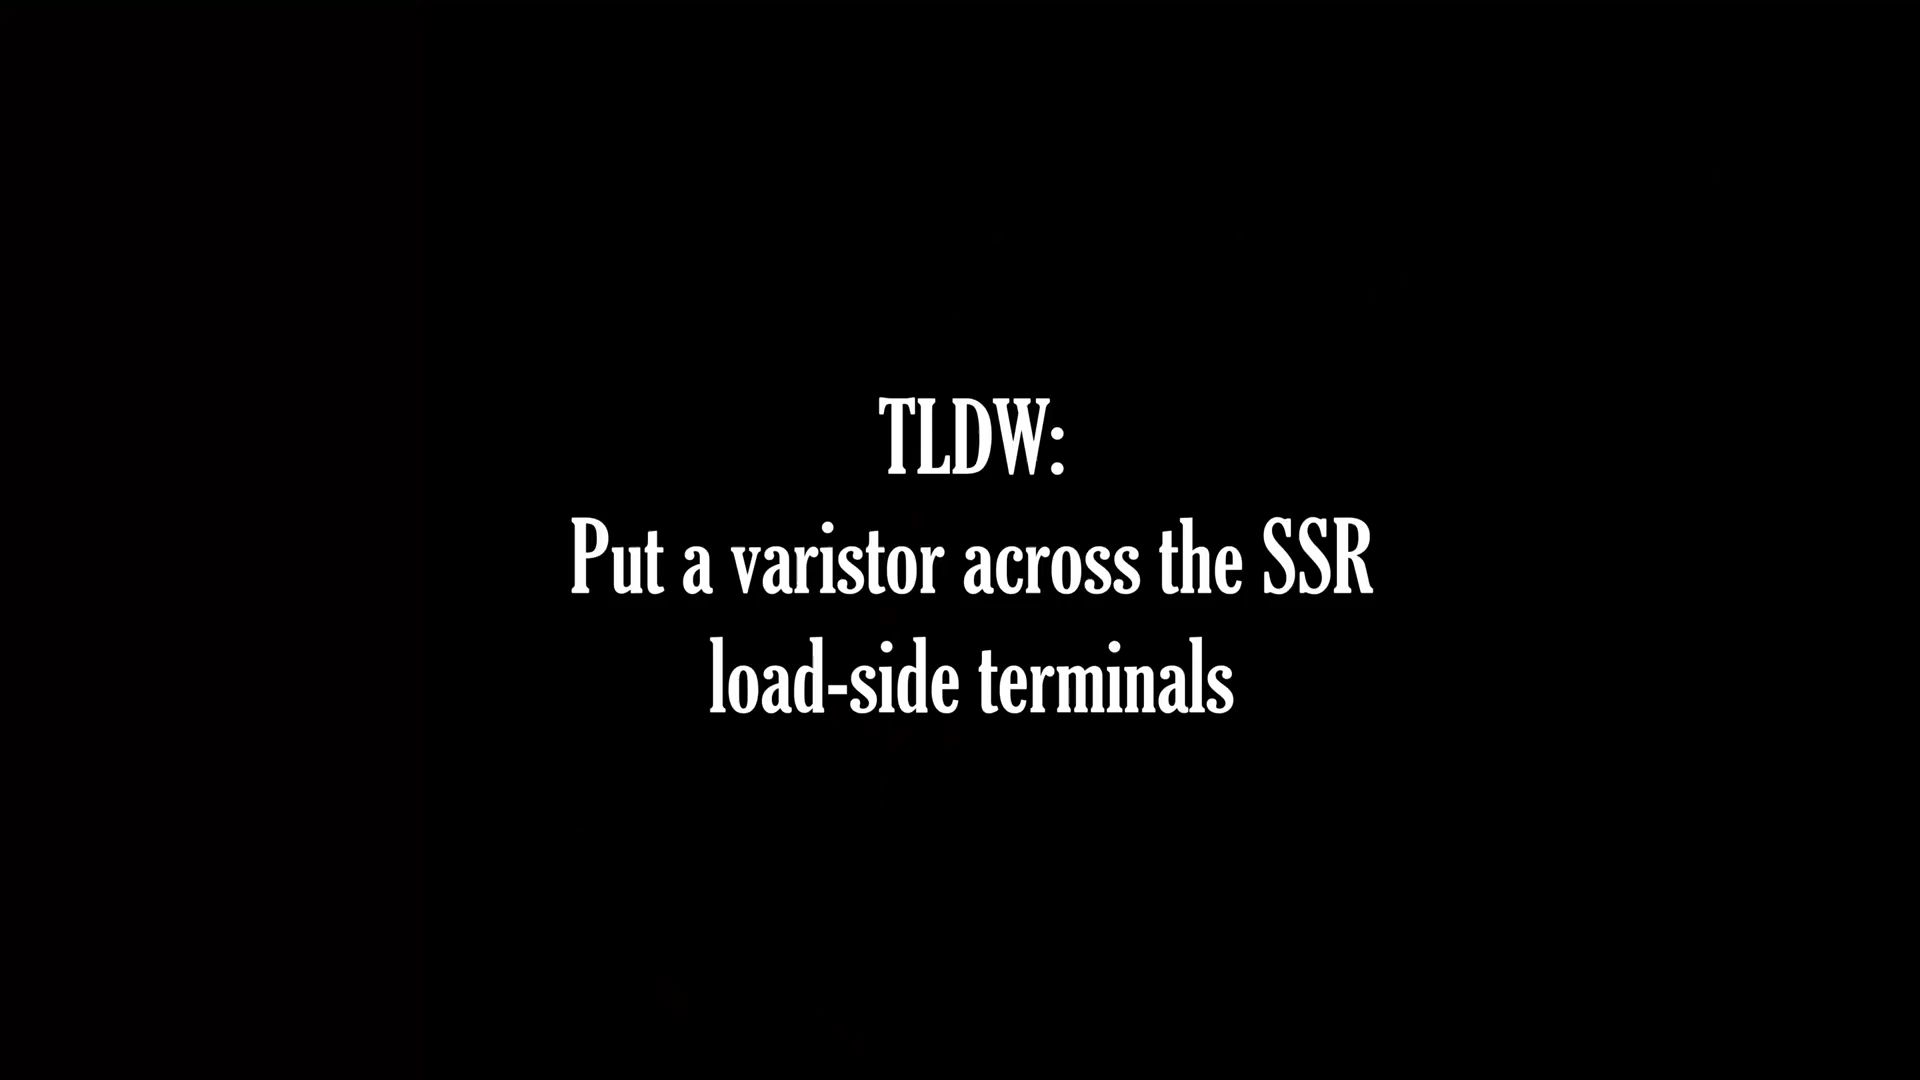 TLDW:
Put a varistor across the SSR
load-side terminals